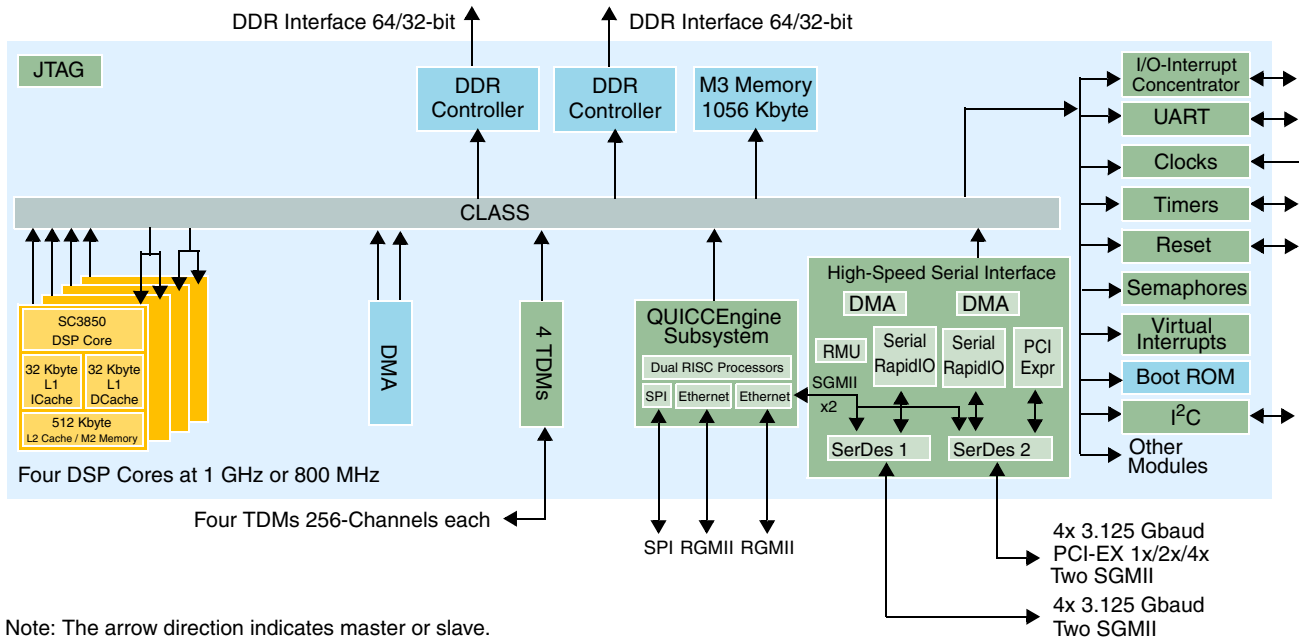 DDR Interface 64/32-bit
DDR Interface 64/32-bit
JTAG
DDR
Controller
DDR
Controller
M3 Memory
1056 Kbyte
I/O-Interrupt
Concentrator
UART
Clocks
Timers
Reset
Semaphores
Virtual
Interrupts
Boot ROM
I²C
Other
Modules
CLASS
SC3850
DSP Core
32 Kbyte
L1
ICache
32 Kbyte
L1
DCache
512 Kbyte
L2 Cache / M2 Memory
Four DSP Cores at 1 GHz or 800 MHz
DMA
4 TDMs
Four TDMs 256-Channels each
QUICCEngine
Subsystem
Dual RISC Processors
SPI
Ethernet
Ethernet
SPI
RGMII
RGMII
High-Speed Serial Interface
DMA
DMA
RMU
Serial
RapidIO
Serial
RapidIO
PCI
Expr
SGMII
x2
SerDes 1
SerDes 2
4x 3.125 Gbaud
PCI-EX 1x/2x/4x
Two SGMII
4x 3.125 Gbaud
Two SGMII
Note: The arrow direction indicates master or slave.